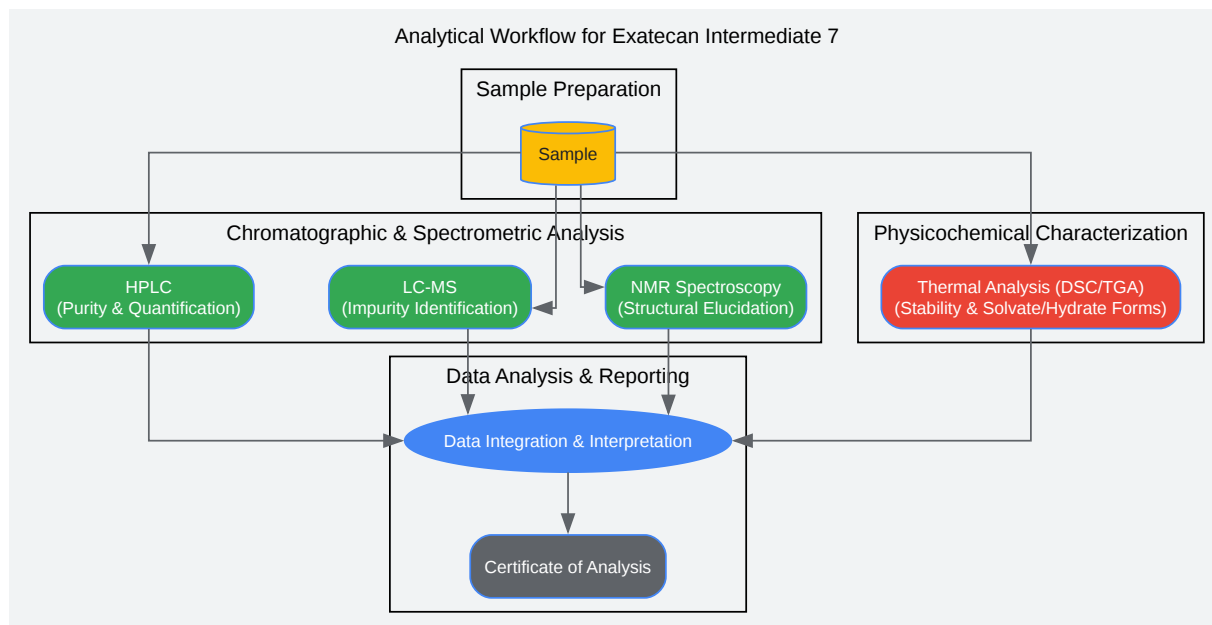 Analytical Workflow for Exatecan Intermediate 7
Sample Preparation
Sample
Chromatographic & Spectrometric Analysis
Physicochemical Characterization
HPLC
(Purity & Quantification)
LC-MS
(Impurity Identification)
NMR Spectroscopy
(Structural Elucidation)
Thermal Analysis (DSC/TGA)
(Stability & Solvate/Hydrate Forms)
Data Analysis & Reporting
Data Integration & Interpretation
Certificate of Analysis